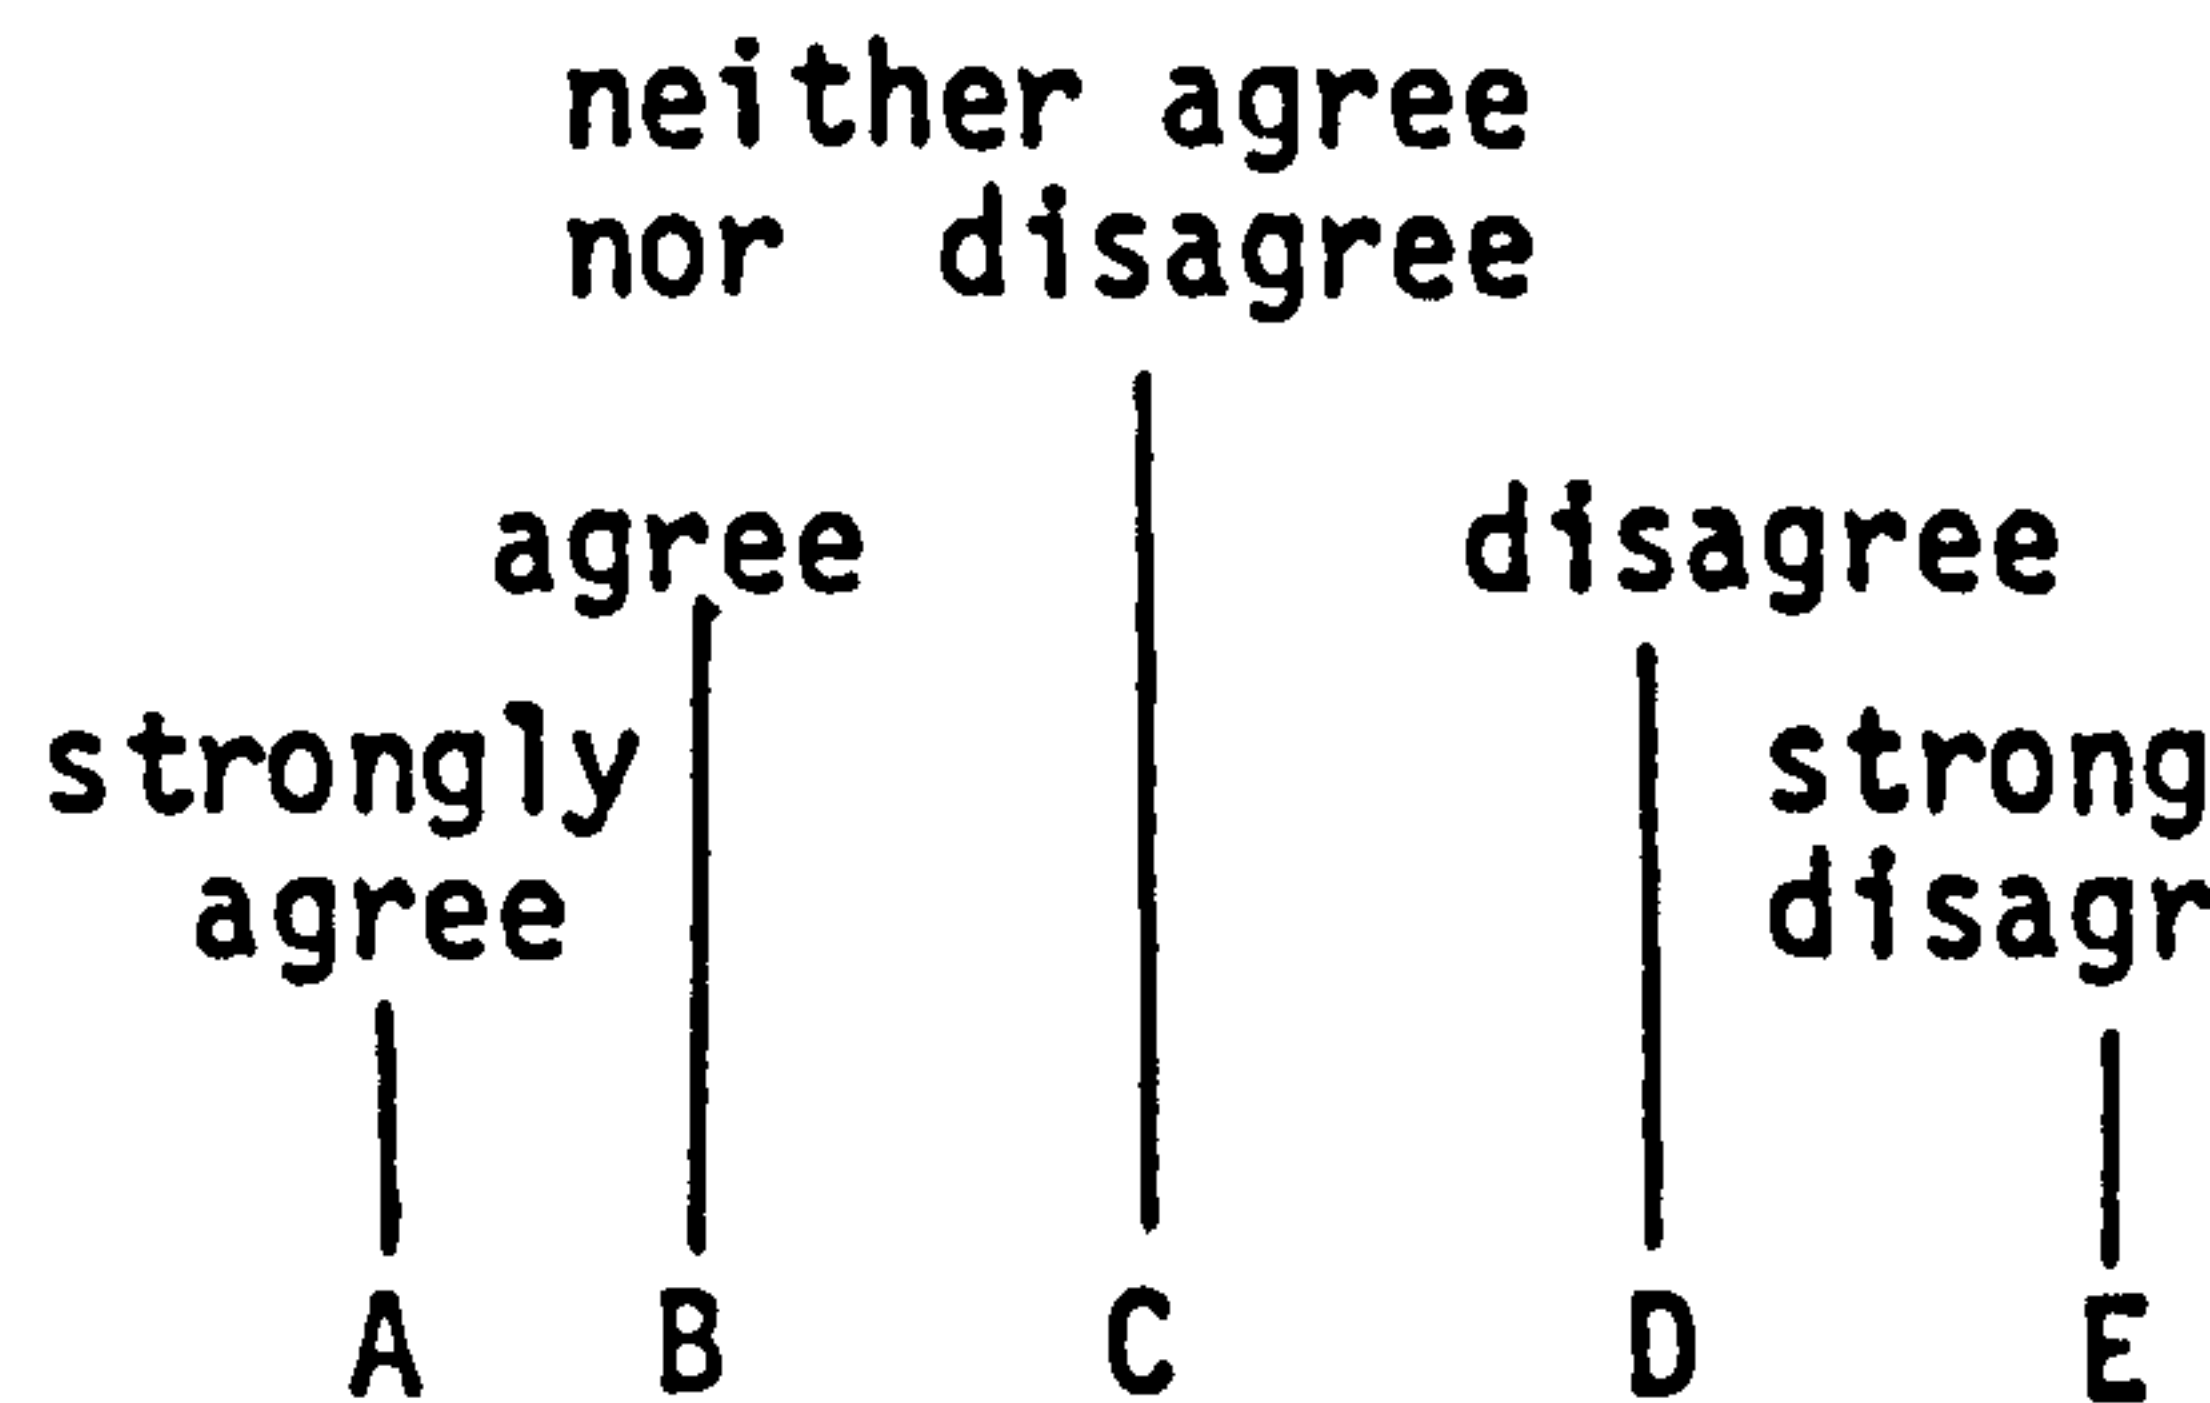 neither agree
nor disagree
agree
disagree
strongly
agree
strong
disagr
A B C D E